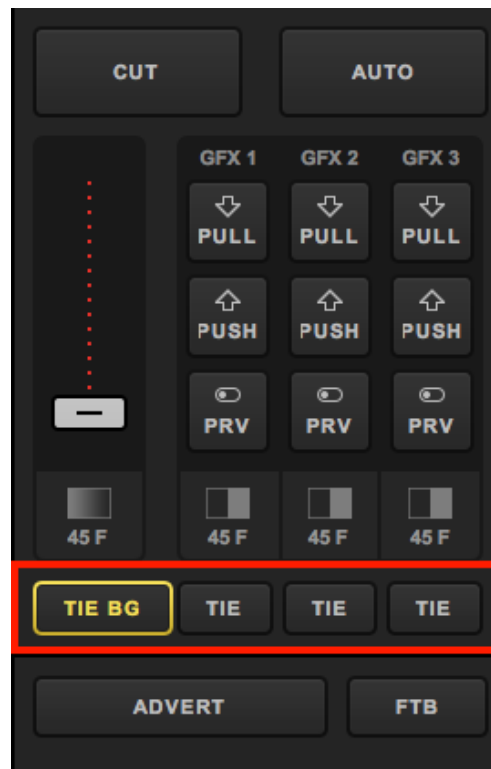 CUT AUTO
GFX 1 GFX 2 GFX 3
PULL PULL PULL
PUSH PUSH PUSH
PRV PRV PRV
45 F 45 F 45 F 45 F
TIE BG TIE TIE TIE
ADVERT FTB